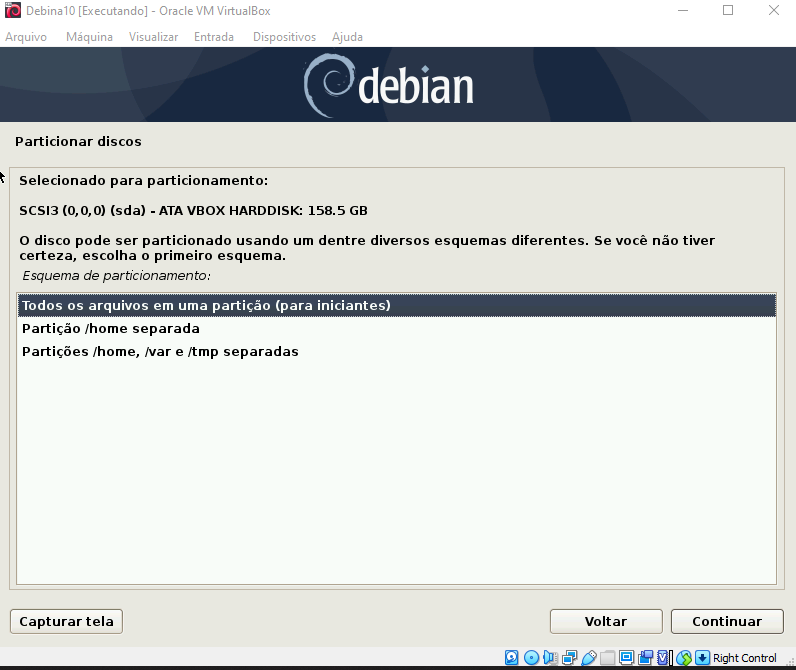 Debina10 [Executando] - Oracle VM VirtualBox
Arquivo Máquina Visualizar Entrada Dispositivos Ajuda
debian
Particionar discos
Selecionado para particionamento:
SCSI3 (0,0,0) (sda) - ATA VBOX HARDDISK: 158.5 GB
O disco pode ser particionado usando um dentre diversos esquemas diferentes. Se você não tiver
certeza, escolha o primeiro esquema.
Esquema de particionamento:
Todos os arquivos em uma partição (para iniciantes)
Partição /home separada
Partições /home, /var e /tmp separadas
Capturar tela Voltar Continuar
Right Control